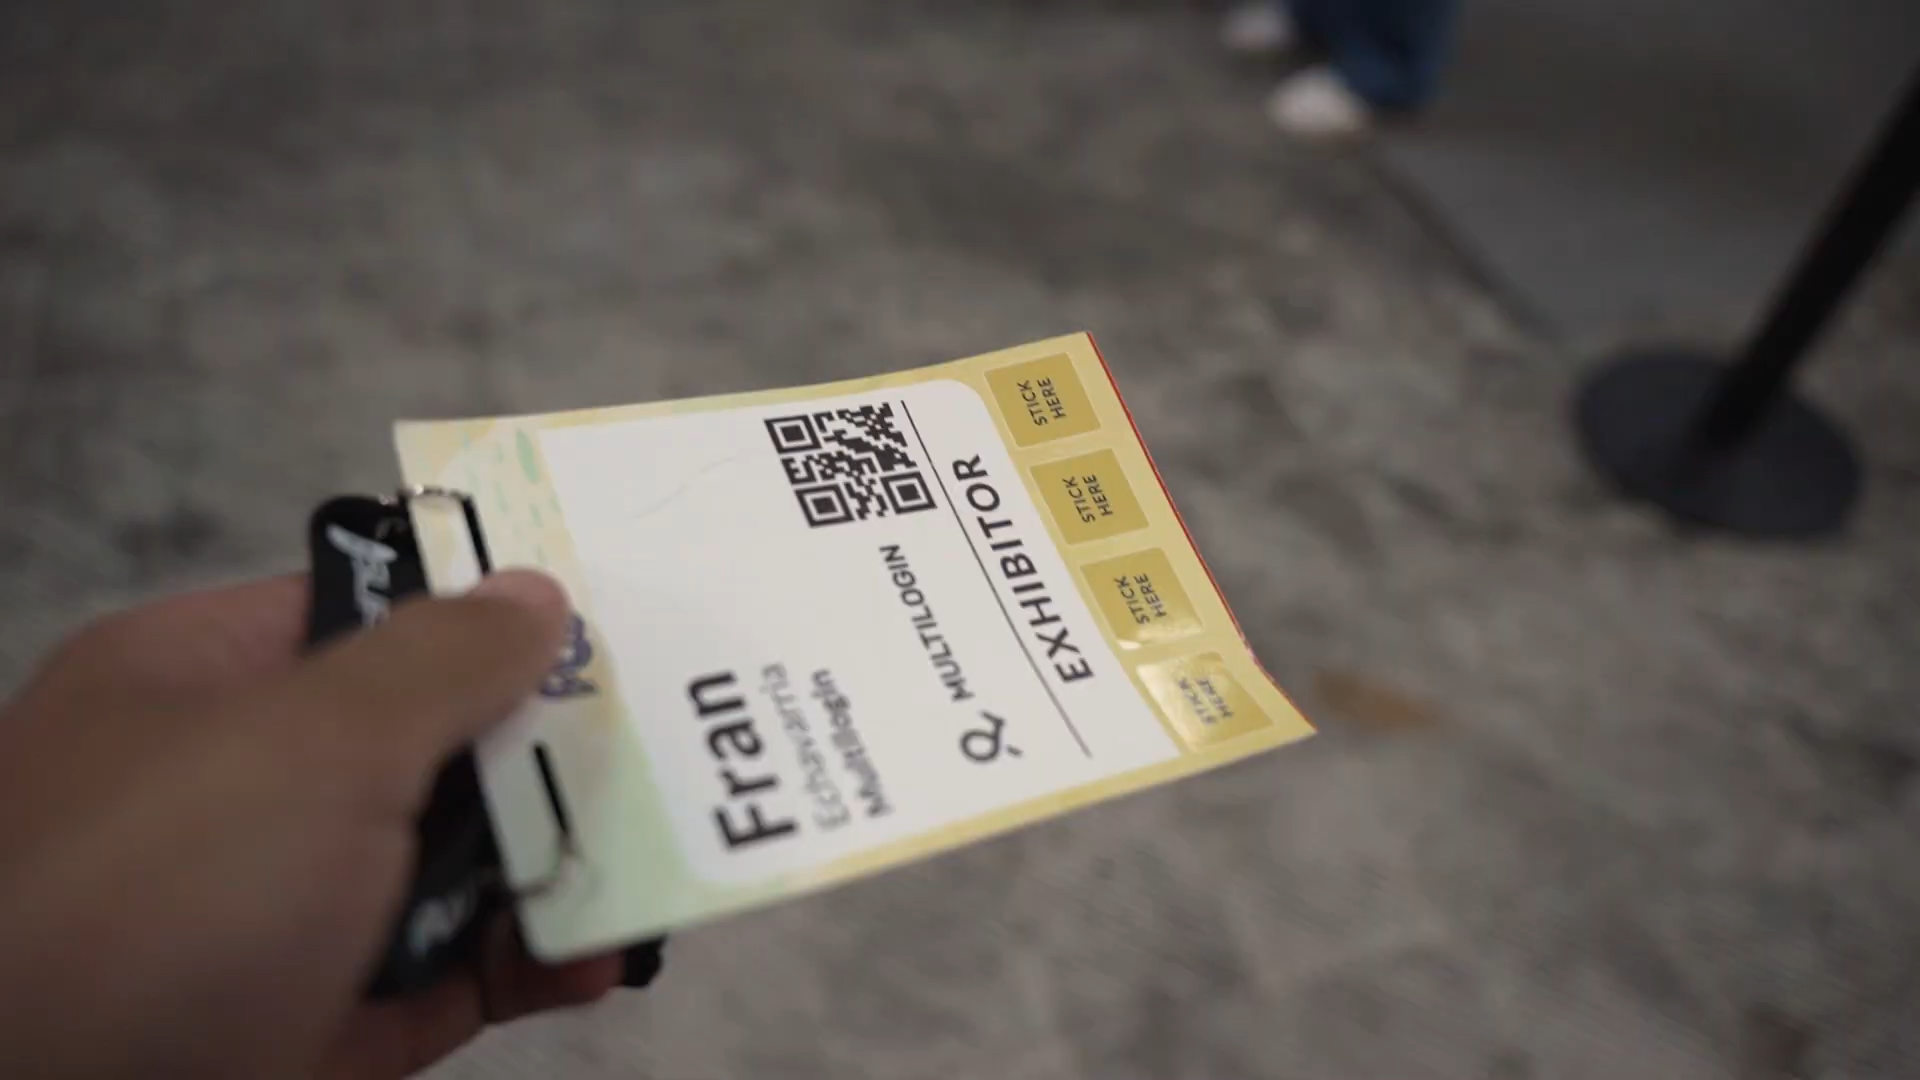 Fran
Echavarria
Multilogin
MULTILOGIN
EXHIBITOR
STICK
HERE
STICK
HERE
STICK
HERE
STICK
HERE